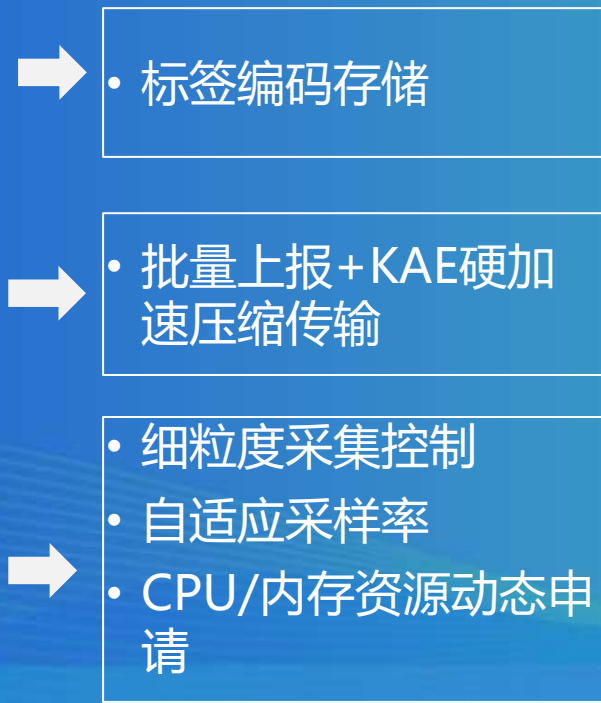 • 标签编码存储
• 批量上报+KAE硬加
速压缩传输
• 细粒度采集控制
• 自适应采样率
• CPU/内存资源动态申
请